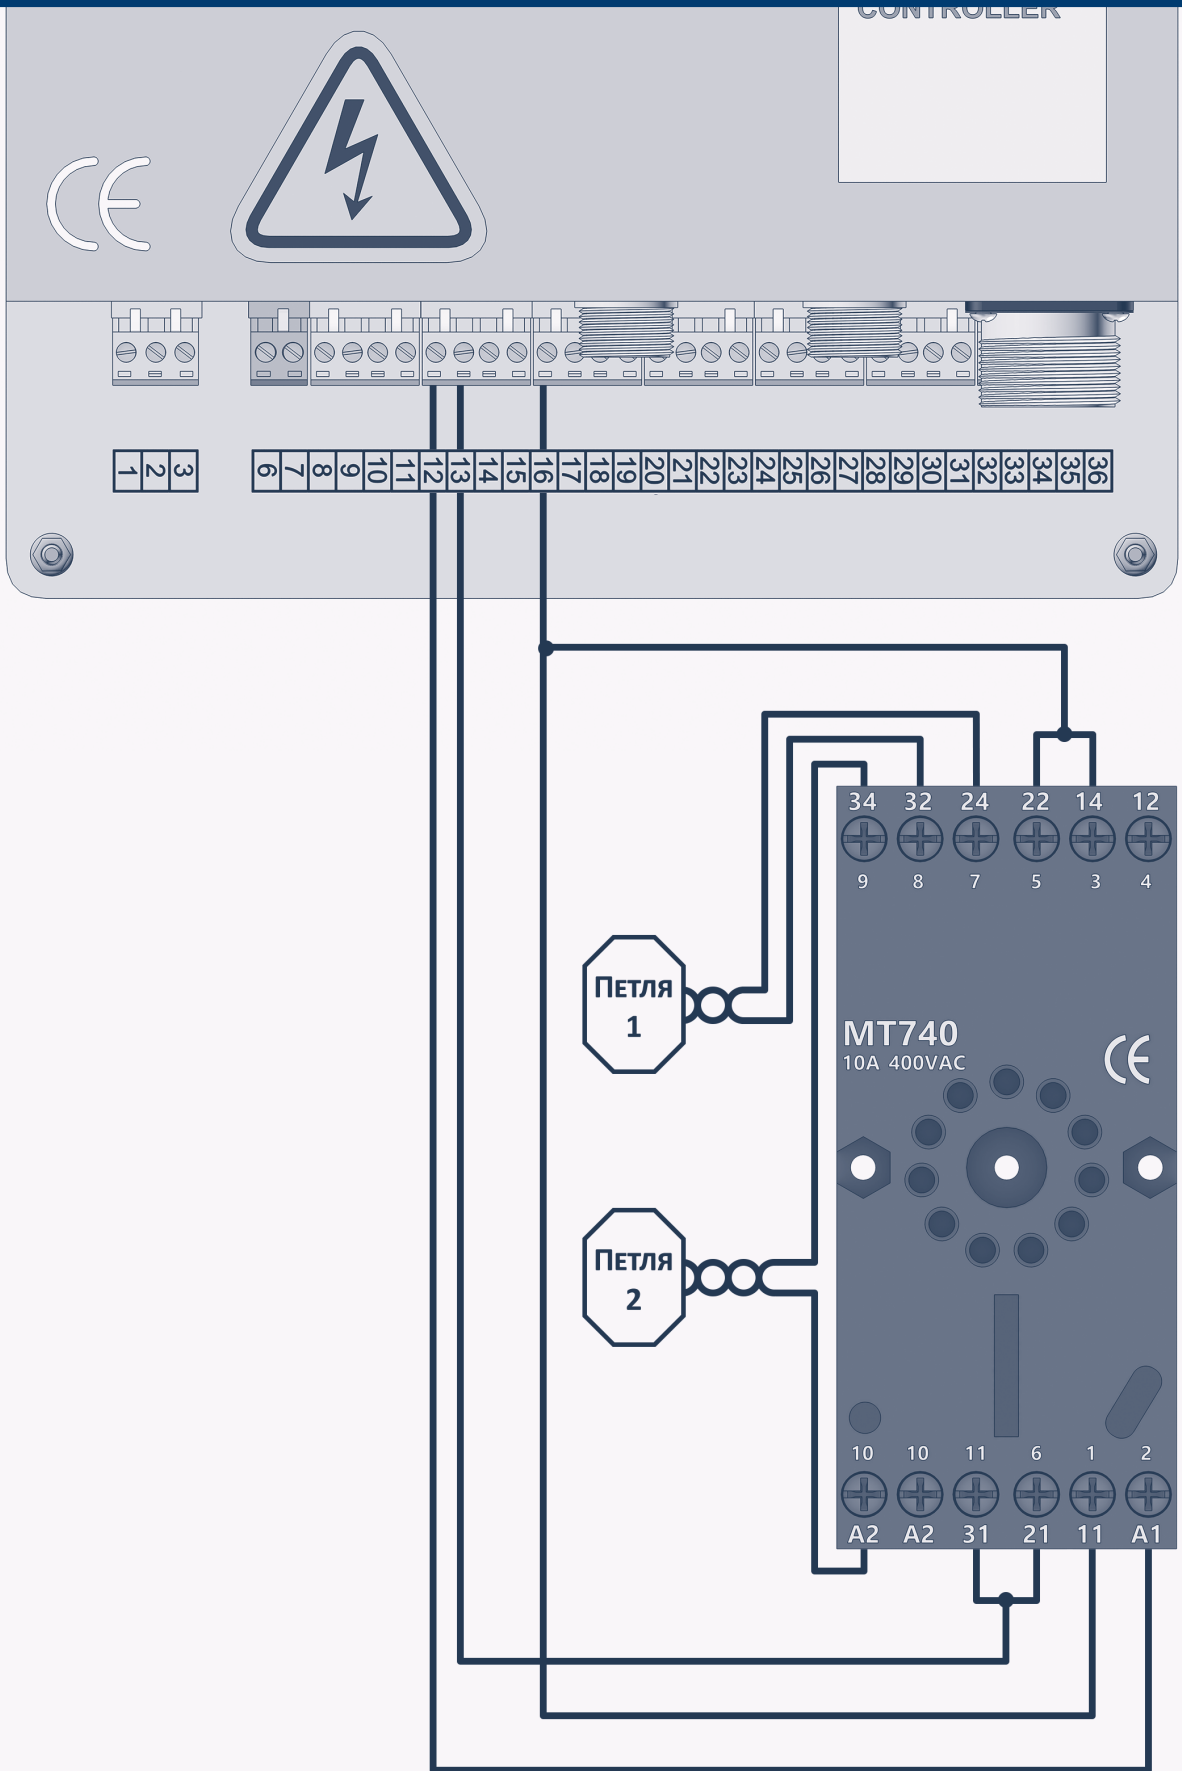 CONTROLLER
CE
1 2 3 6 7 8 9 10 11 12 13 14 15 16 17 18 19 20 21 22 23 24 25 26 27 28 29 30 31 32 33 34 35 36
34 32 24 22 14 12
9 8 7 5 3 4
Петля
1
MT740
10A 400VAC
CE
Петля
2
10 10 11 6 1 2
A2 A2 31 21 11 A1